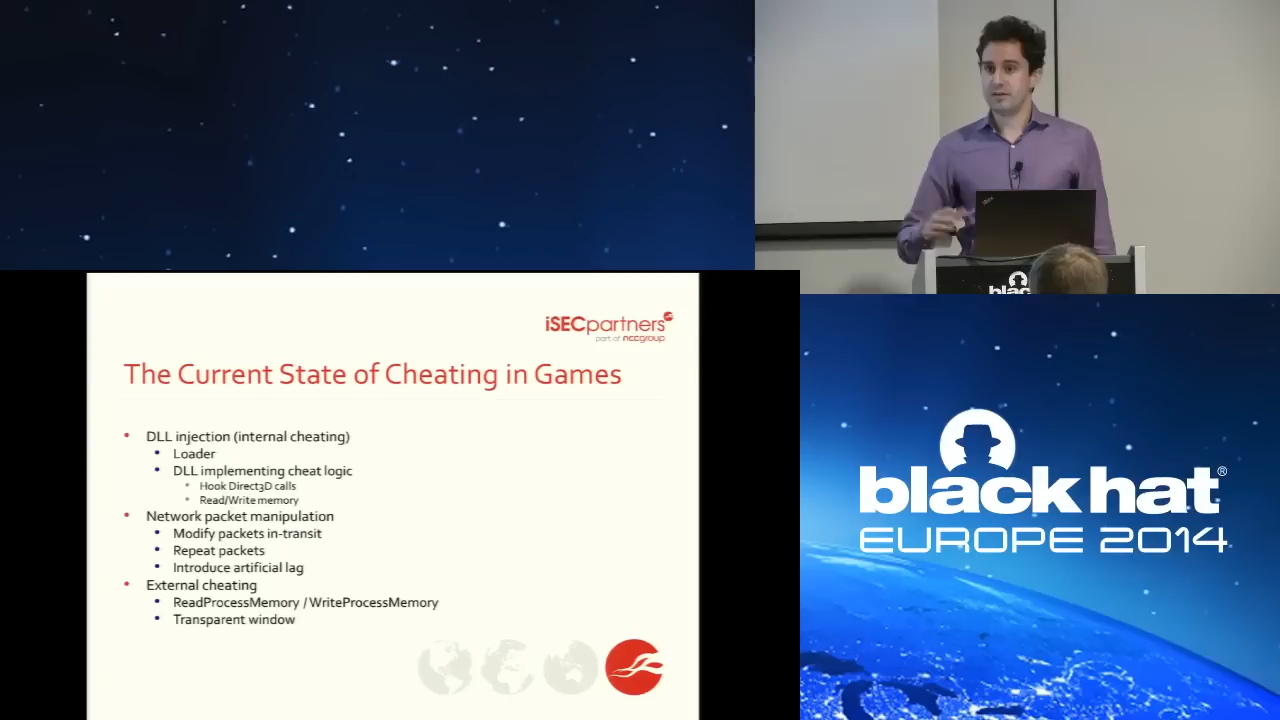 iSECpartners
part of nccgroup
The Current State of Cheating in Games
• DLL injection (internal cheating)
• Loader
• DLL implementing cheat logic
• Hook Direct3D calls
• Read/Write memory
• Network packet manipulation
• Modify packets in-transit
• Repeat packets
• Introduce artificial lag
• External cheating
• ReadProcessMemory / WriteProcessMemory
• Transparent window
black hat®
EUROPE 2014